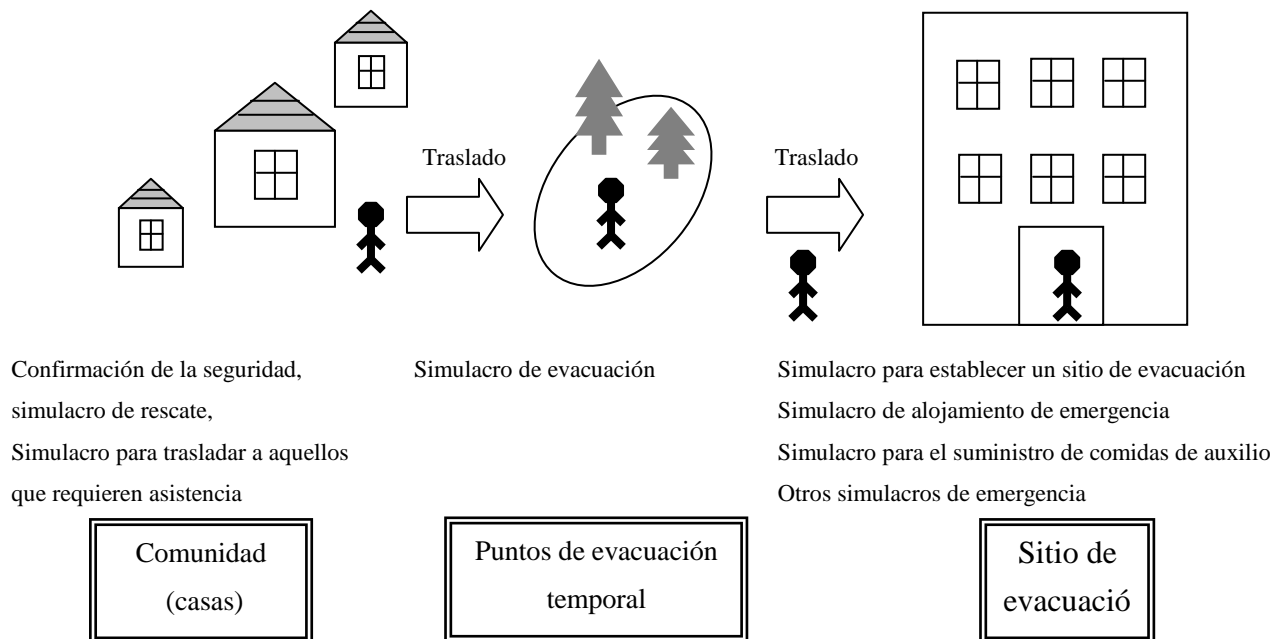 Traslado
Traslado
Confirmación de la seguridad,
simulacro de rescate,
Simulacro para trasladar a aquellos
que requieren asistencia
Simulacro de evacuación
Simulacro para establecer un sitio de evacuación
Simulacro de alojamiento de emergencia
Simulacro para el suministro de comidas de auxilio
Otros simulacros de emergencia
Comunidad
(casas)
Puntos de evacuación
temporal
Sitio de
evacuació